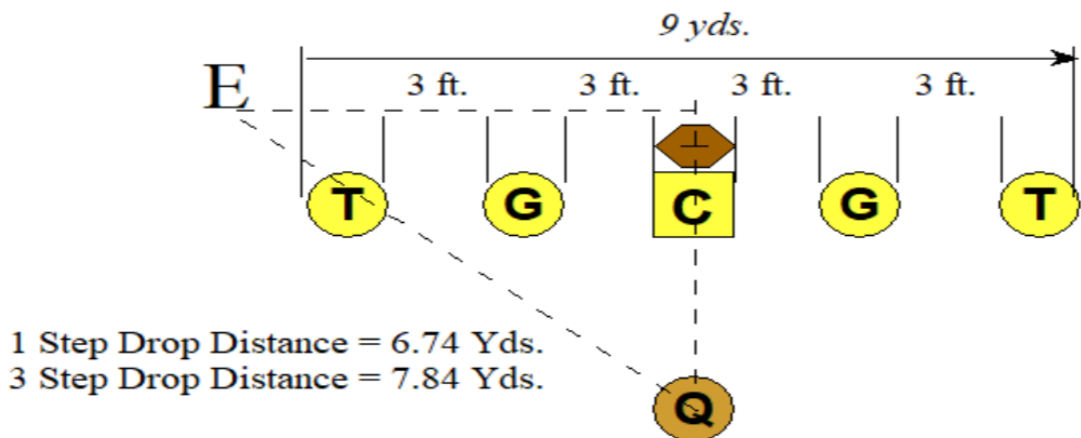 9 yds.
E 3 ft. 3 ft. 3 ft. 3 ft.
T G C G T
1 Step Drop Distance = 6.74 Yds.
3 Step Drop Distance = 7.84 Yds.
Q